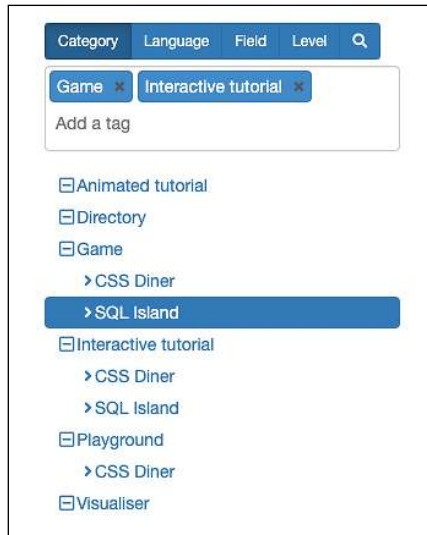 Category Language Field Level
Game × Interactive tutorial ×
Add a tag
Animated tutorial
Directory
Game
CSS Diner
SQL Island
Interactive tutorial
CSS Diner
SQL Island
Playground
CSS Diner
Visualiser